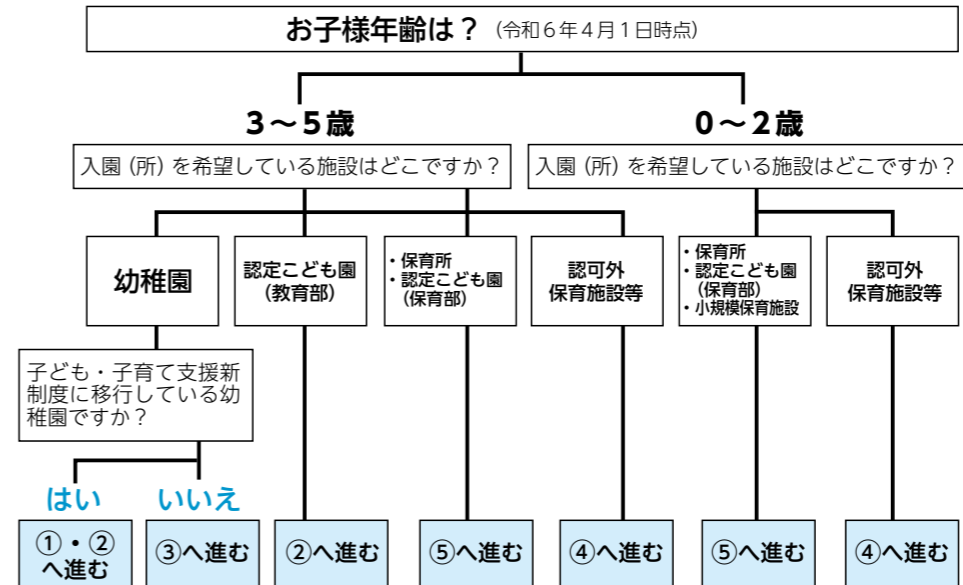 お子様年齢は？（令和６年４月１日時点）
３～５歳
０～２歳
入園（所）を希望している施設はどこですか？
入園（所）を希望している施設はどこですか？
幼稚園
認定こども園
（教育部）
・保育所
・認定こども園
（保育部）
認可外
保育施設等
・保育所
・認定こども園
（保育部）
・小規模保育施設
認可外
保育施設等
子ども・子育て支援新
制度に移行している幼
稚園ですか？
はい
いいえ
①・②
へ進む
③へ進む
②へ進む
⑤へ進む
④へ進む
⑤へ進む
④へ進む